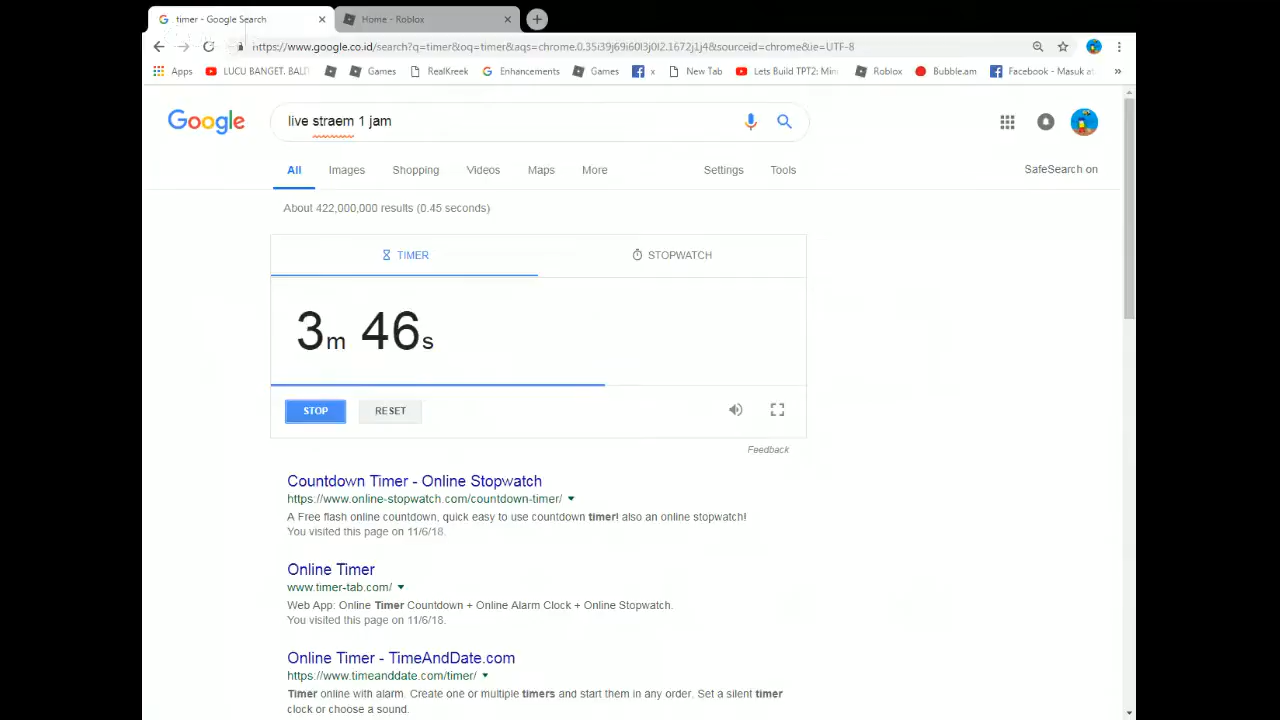 timer - Google Search
Home - Roblox
https://www.google.co.id/search?q=timer&oq=timer&aqs=chrome.0.35i39j69i60l3j0l2.1672j1j4&sourceid=chrome&ie=UTF-8
Apps LUCU BANGET. BAL Games RealKreek Enhancements Games x New Tab Lets Build TPT2: Min Roblox Bubble.am Facebook - Masuk at »
Google
live straem 1 jam
All Images Shopping Videos Maps More Settings Tools
SafeSearch on
About 422,000,000 results (0.45 seconds)
TIMER STOPWATCH
3m 46s
STOP RESET
Feedback
Countdown Timer - Online Stopwatch
https://www.online-stopwatch.com/countdown-timer/
A Free flash online countdown, quick easy to use countdown timer! also an online stopwatch!
You visited this page on 11/6/18.
Online Timer
www.timer-tab.com/
Web App: Online Timer Countdown + Online Alarm Clock + Online Stopwatch.
You visited this page on 11/6/18.
Online Timer - TimeAndDate.com
https://www.timeanddate.com/timer/
Timer online with alarm. Create one or multiple timers and start them in any order. Set a silent timer
clock or choose a sound.